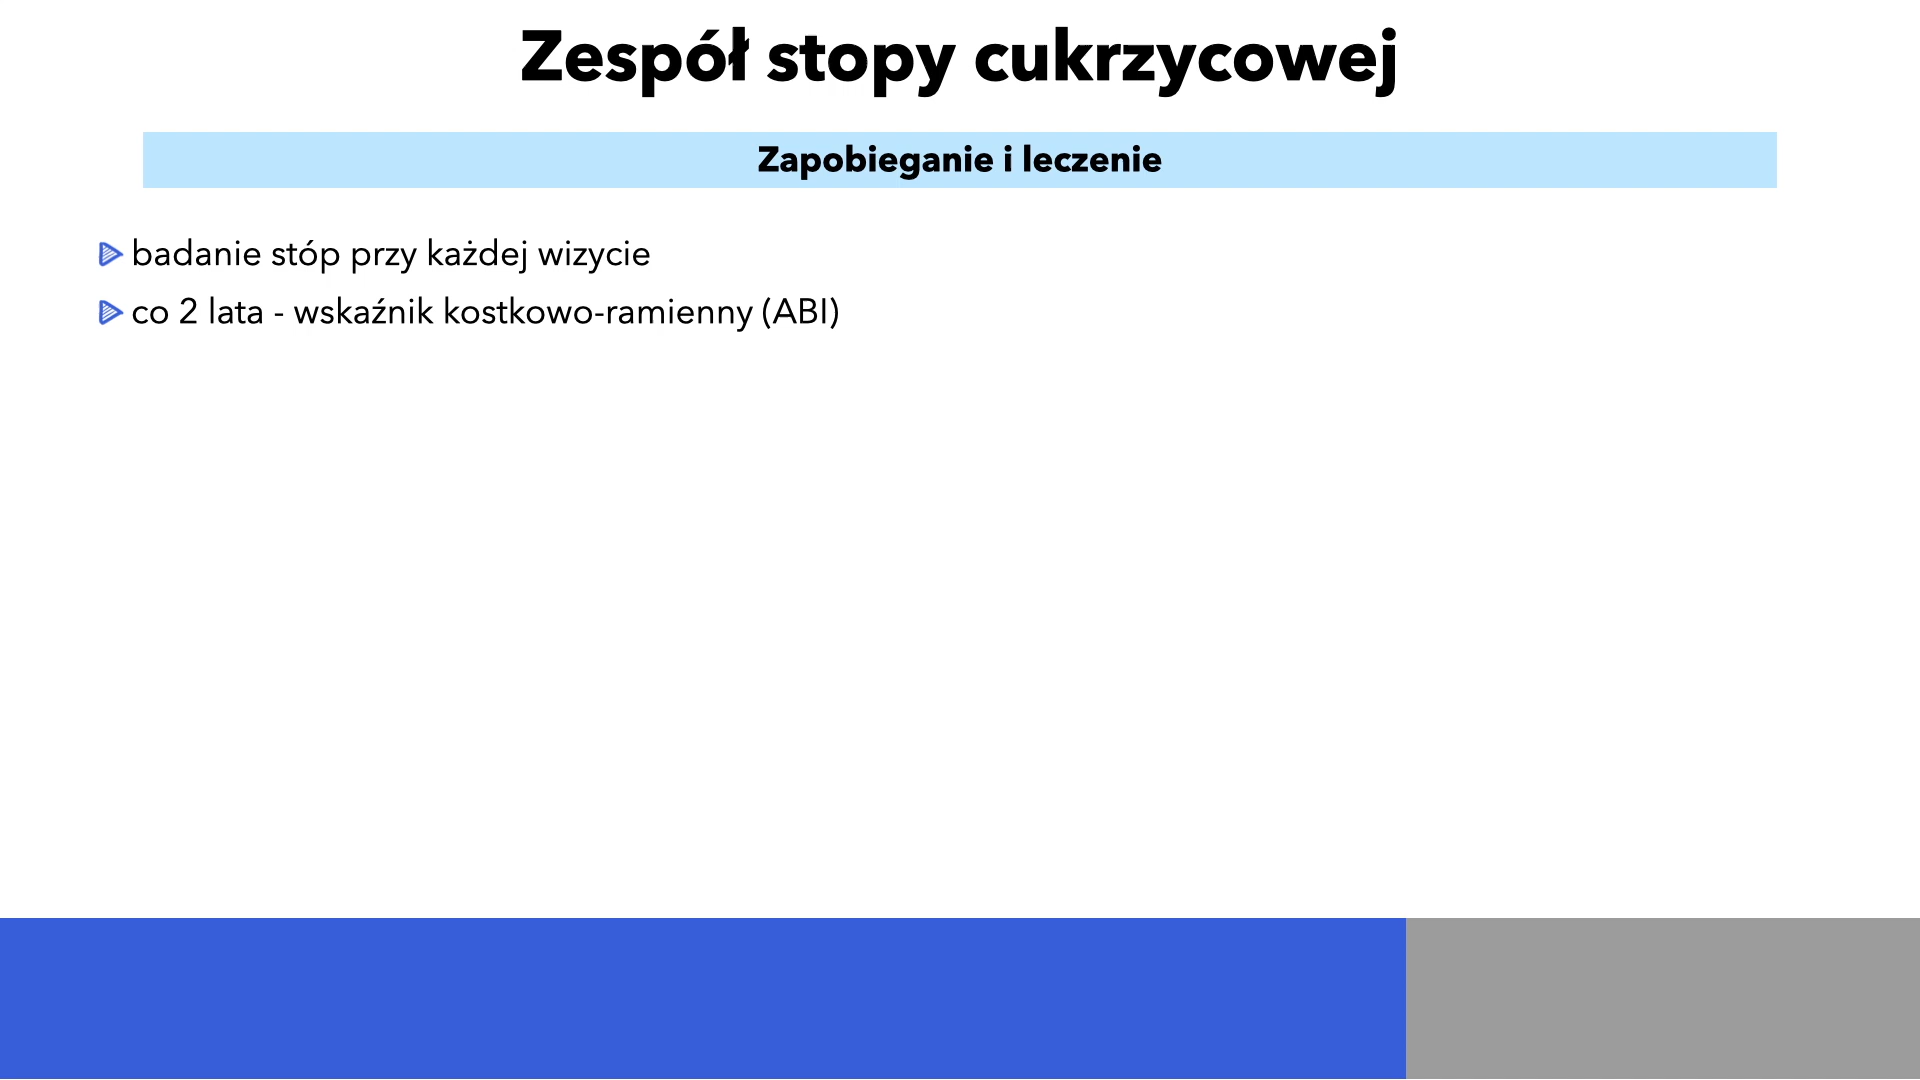 Zespół stopy cukrzycowej
Zapobieganie i leczenie
badanie stóp przy każdej wizycie
co 2 lata - wskaźnik kostkowo-ramienny (ABI)